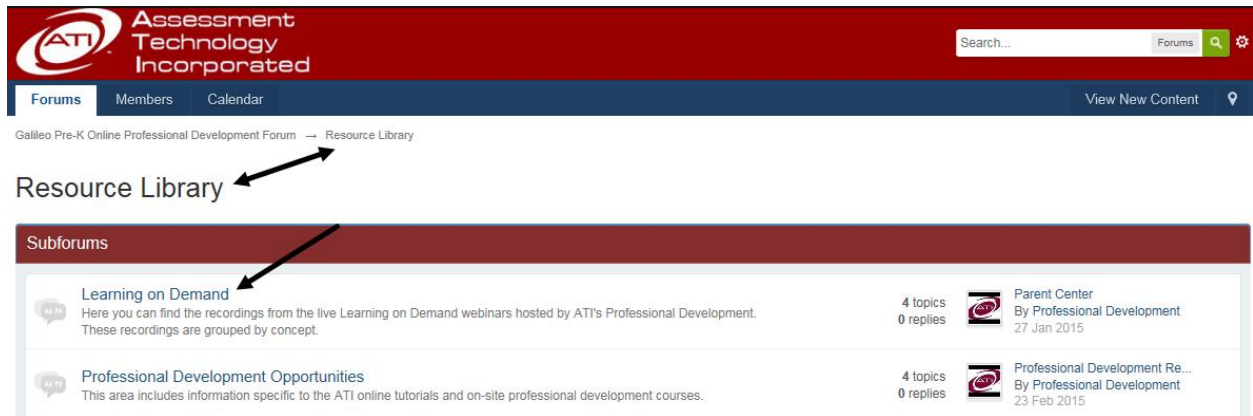 ATI
Assessment
Technology
Incorporated
Search... Forums
Forums Members Calendar View New Content
Galileo Pre-K Online Professional Development Forum → Resource Library
Resource Library
Subforums
Learning on Demand
Here you can find the recordings from the live Learning on Demand webinars hosted by ATI's Professional Development.
These recordings are grouped by concept.
4 topics
0 replies
Parent Center
By Professional Development
27 Jan 2015
Professional Development Opportunities
This area includes information specific to the ATI online tutorials and on-site professional development courses.
4 topics
0 replies
Professional Development Re...
By Professional Development
23 Feb 2015